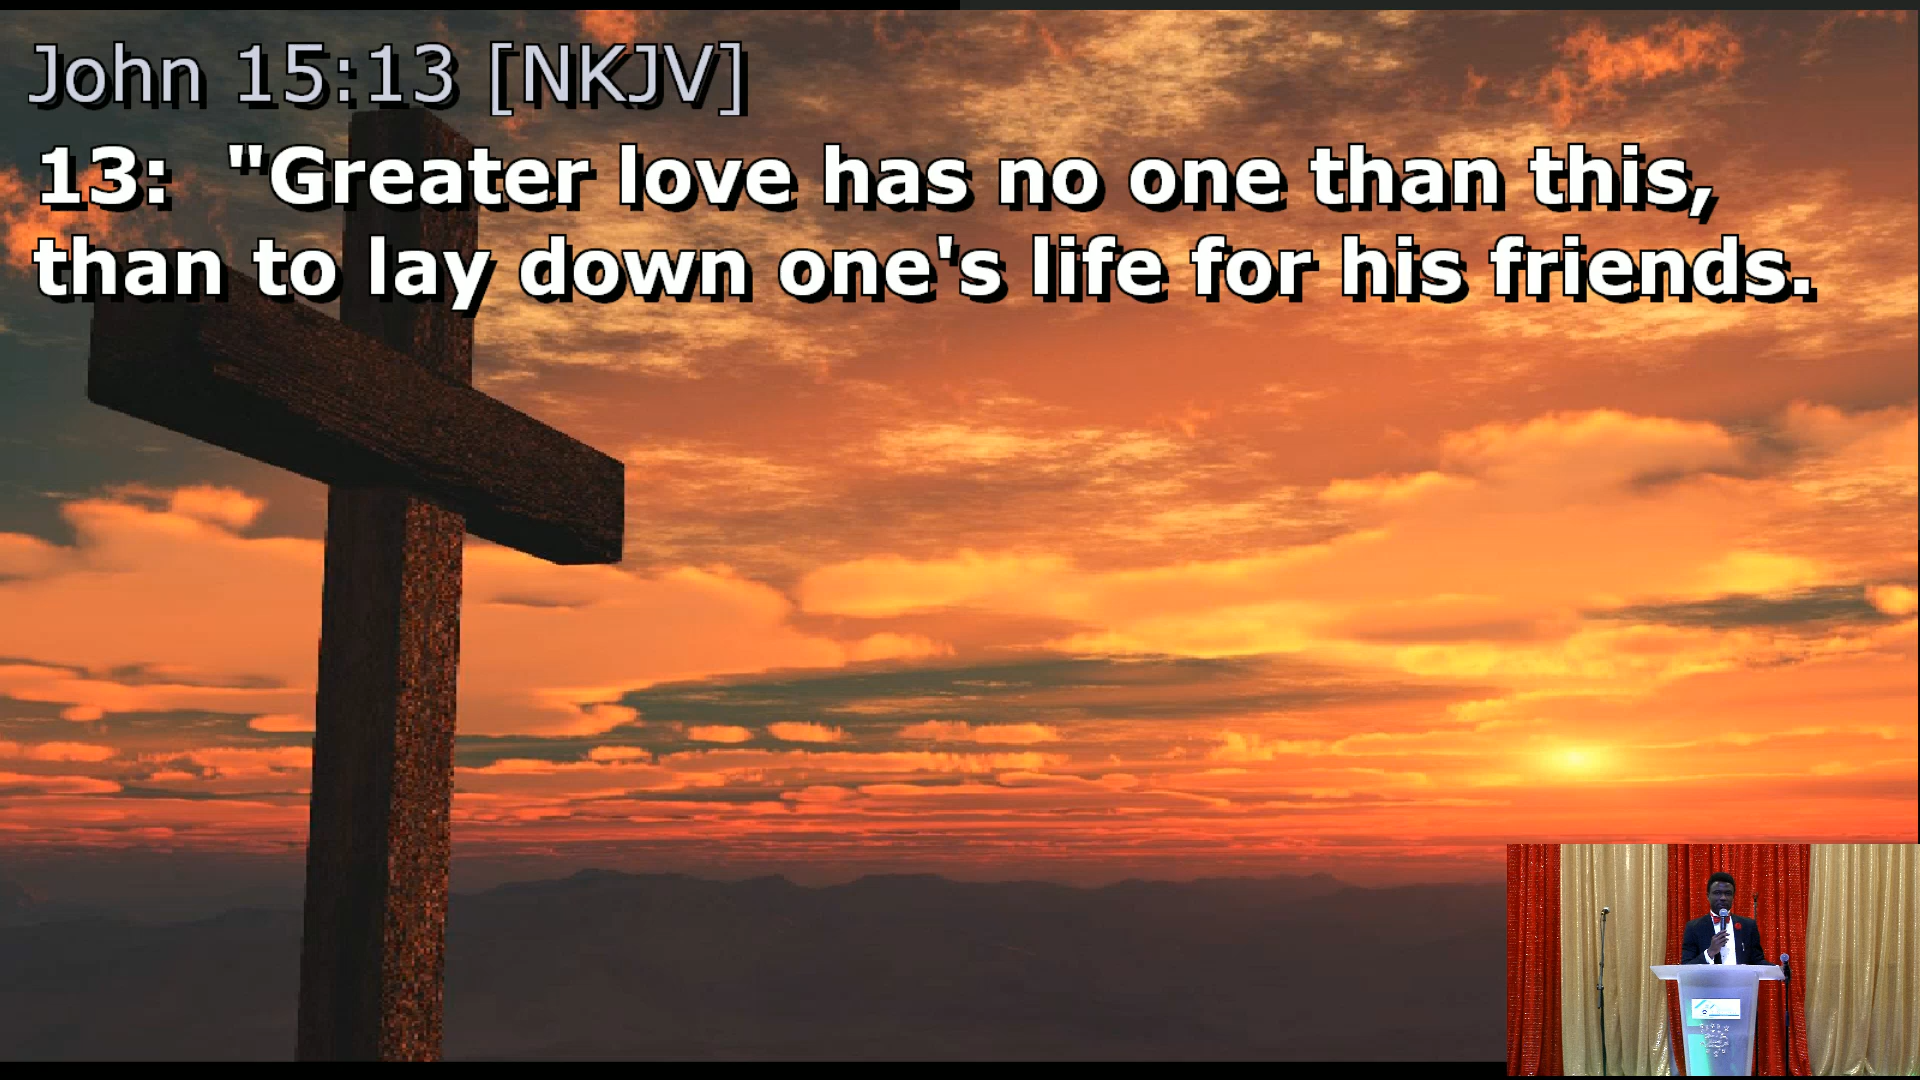 John 15:13 [NKJV]
13: "Greater love has no one than this,
than to lay down one's life for his friends.